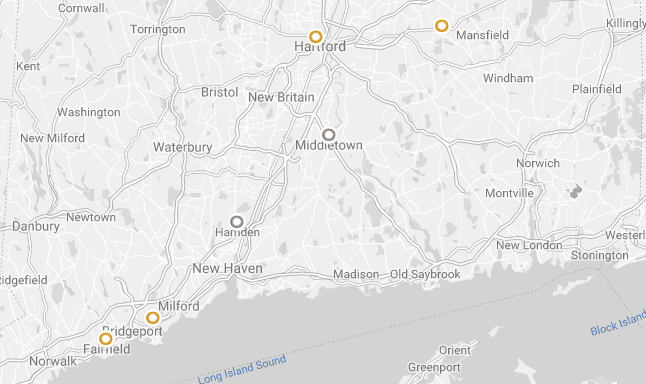 Cornwall
Torrington
Killingly
Hartford
Mansfield
Kent
Windham
Bristol
New Britain
Plainfield
Washington
New Milford
Waterbury
Middletown
Norwich
Montville
Newtown
Danbury
Hamden
Westerl
New London
Stonington
New Haven
Madison
Old Saybrook
Ridgefield
Milford
Bridgeport
Block Island
Fairfield
Orient
Norwalk
Long Island Sound
Greenport